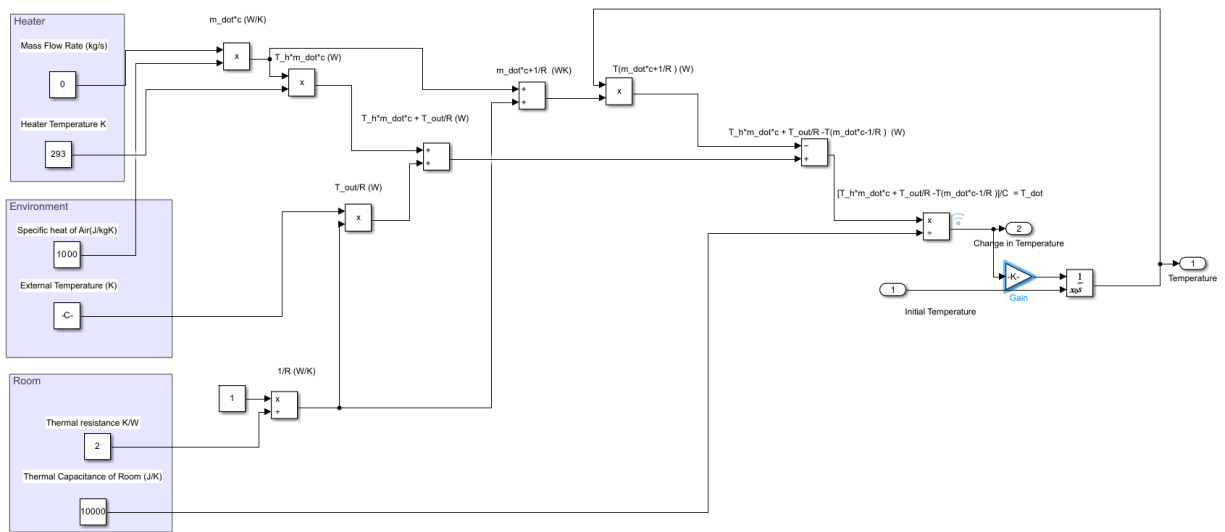 Heater
m_dot*c (W/K)
Mass Flow Rate (kg/s)
0
x
T_h*m_dot*c (W)
x
Heater Temperature K
293
m_dot*c+1/R  (WK)
+
+
T(m_dot*c+1/R ) (W)
x
T_h*m_dot*c + T_out/R (W)
+
+
T_h*m_dot*c + T_out/R -T(m_dot*c-1/R )  (W)
−
+
Environment
Specific heat of Air(J/kgK)
1000
External Temperature (K)
-C-
T_out/R (W)
x
[T_h*m_dot*c + T_out/R -T(m_dot*c-1/R )]/C  = T_dot
x
÷
2
Change in Temperature
-K-
Gain
1
Initial Temperature
1
x₀s
1
Temperature
Room
1/R (W/K)
1
x
÷
Thermal resistance K/W
2
Thermal Capacitance of Room (J/K)
10000